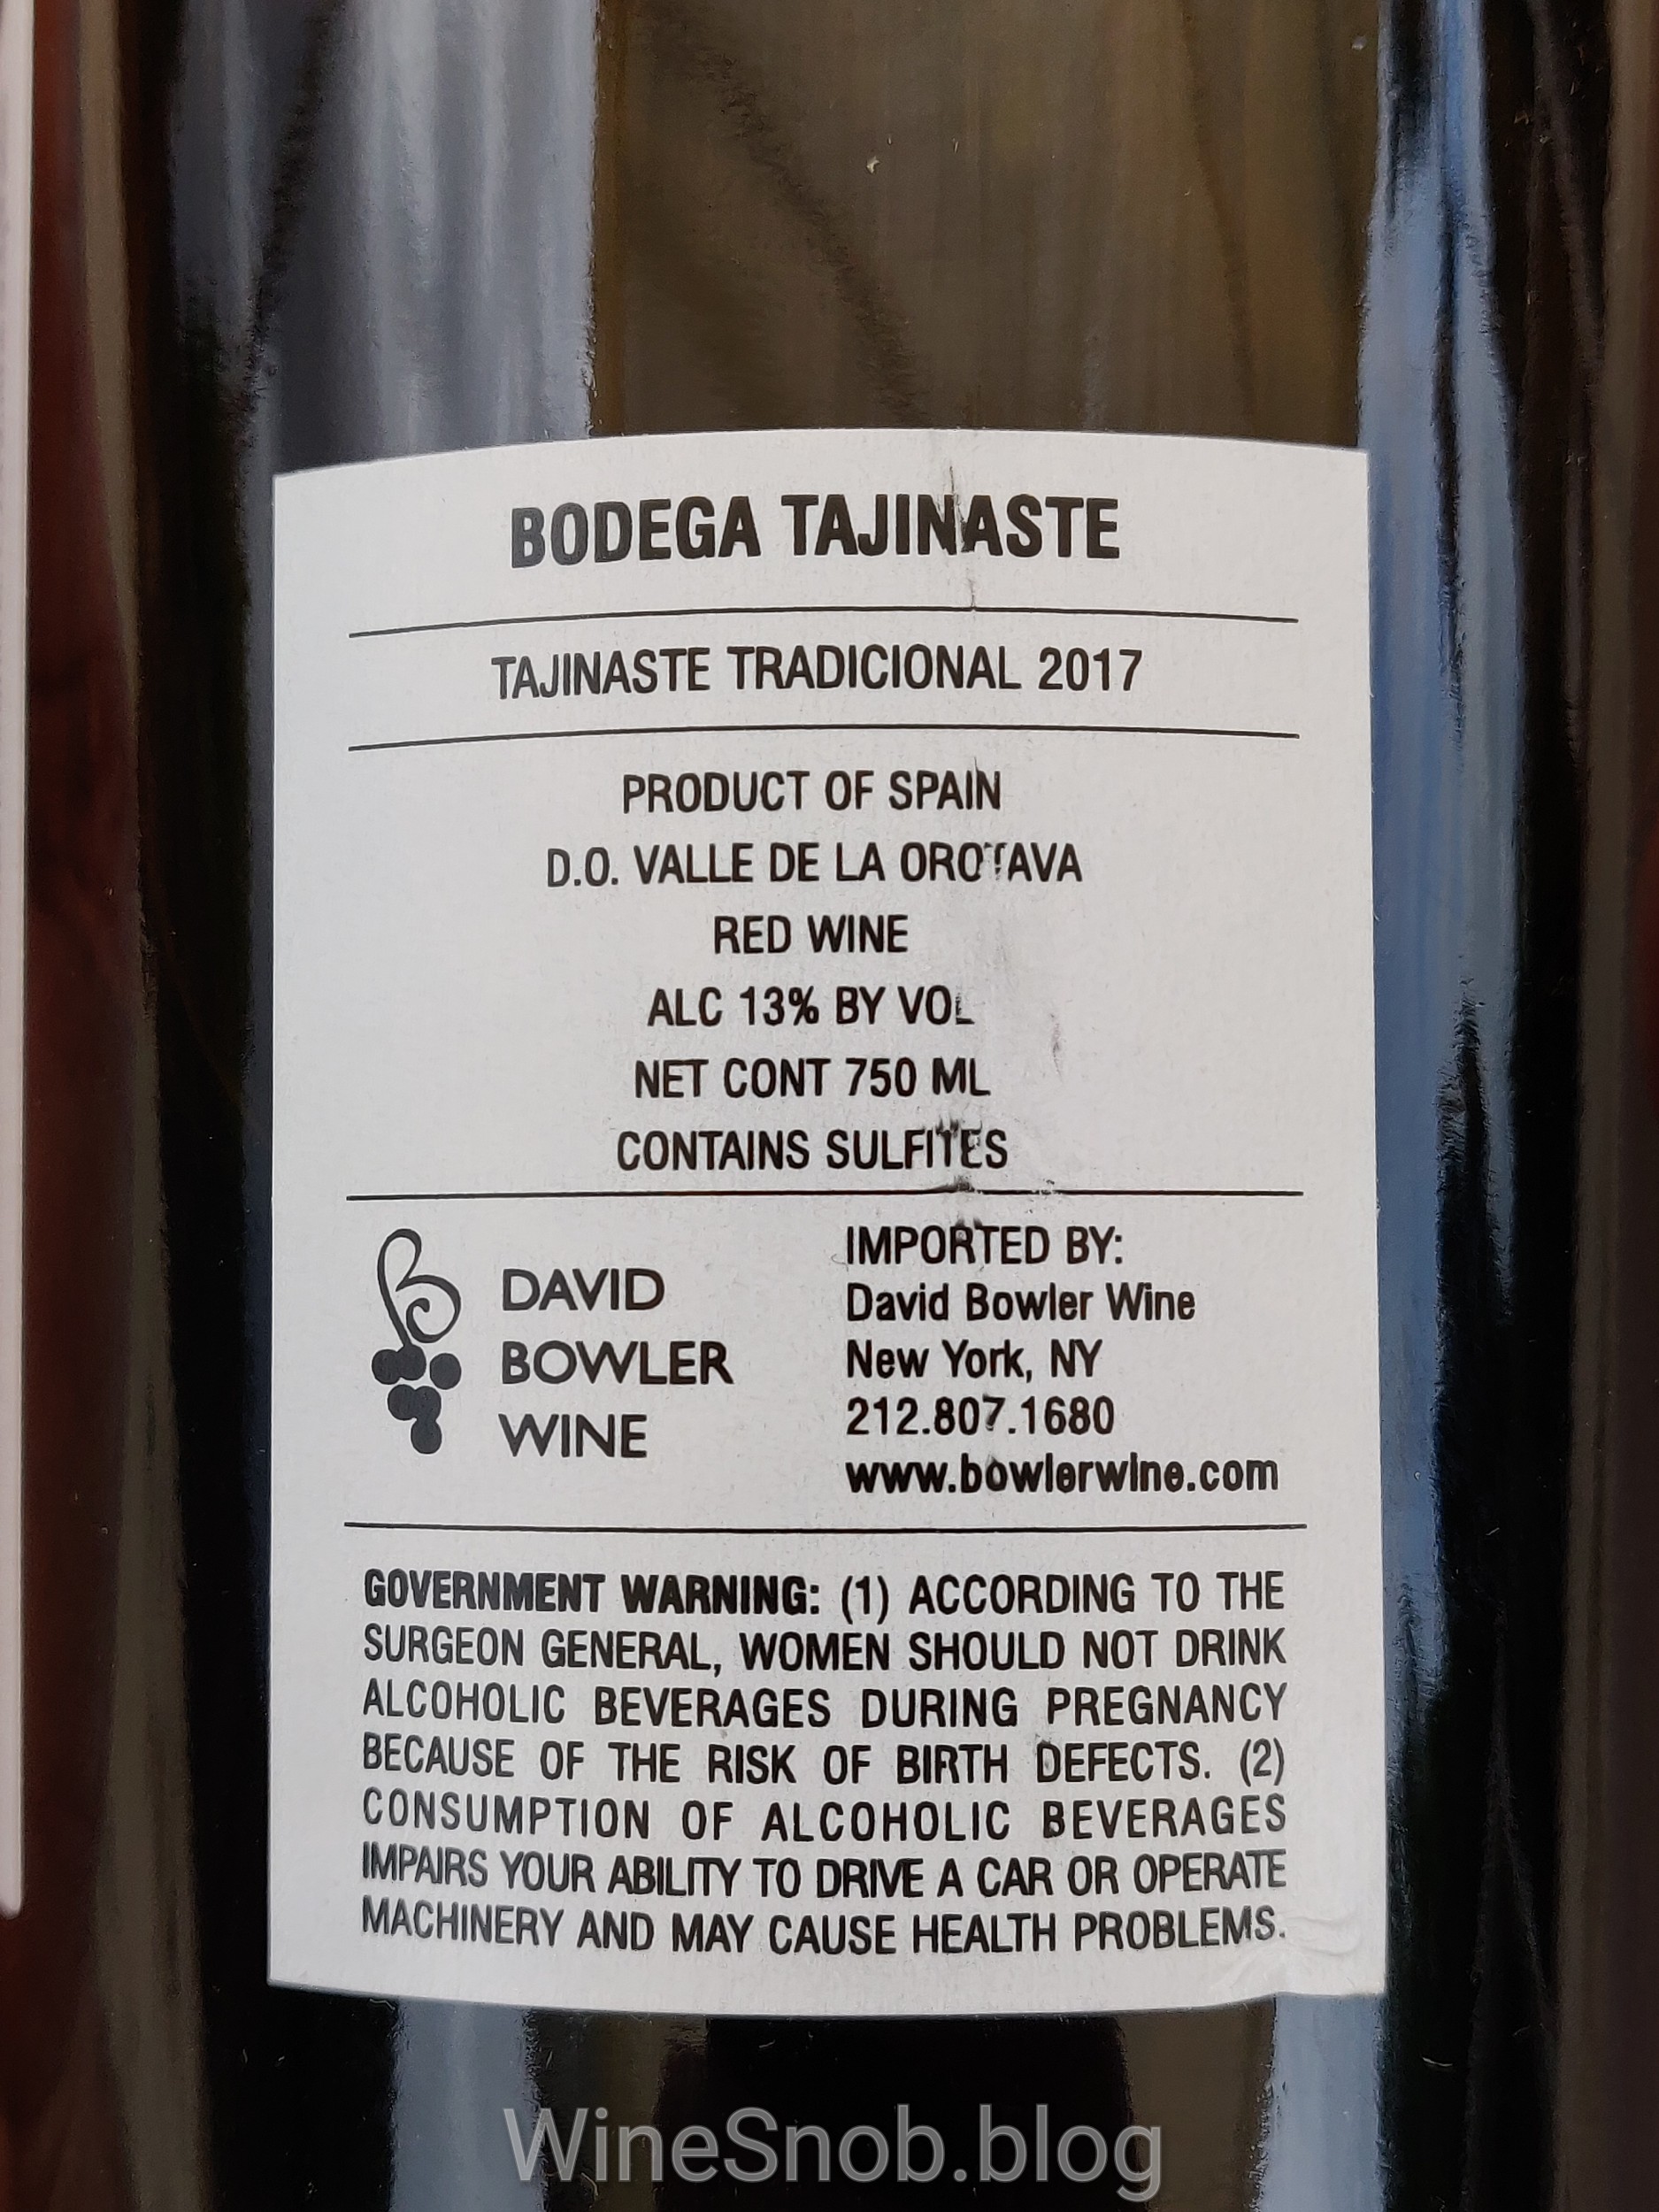 BODEGA TAJINASTE
TAJINASTE TRADICIONAL 2017
PRODUCT OF SPAIN
D.O. VALLE DE LA OROTAVA
RED WINE
ALC 13% BY VOL
NET CONT 750 ML
CONTAINS SULFITES
DAVID
BOWLER
WINE
IMPORTED BY:
David Bowler Wine
New York, NY
212.807.1680
www.bowlerwine.com
GOVERNMENT WARNING: (1) ACCORDING TO THE
SURGEON GENERAL, WOMEN SHOULD NOT DRINK
ALCOHOLIC BEVERAGES DURING PREGNANCY
BECAUSE OF THE RISK OF BIRTH DEFECTS. (2)
CONSUMPTION OF ALCOHOLIC BEVERAGES
IMPAIRS YOUR ABILITY TO DRIVE A CAR OR OPERATE
MACHINERY AND MAY CAUSE HEALTH PROBLEMS.
WineSnob.blog